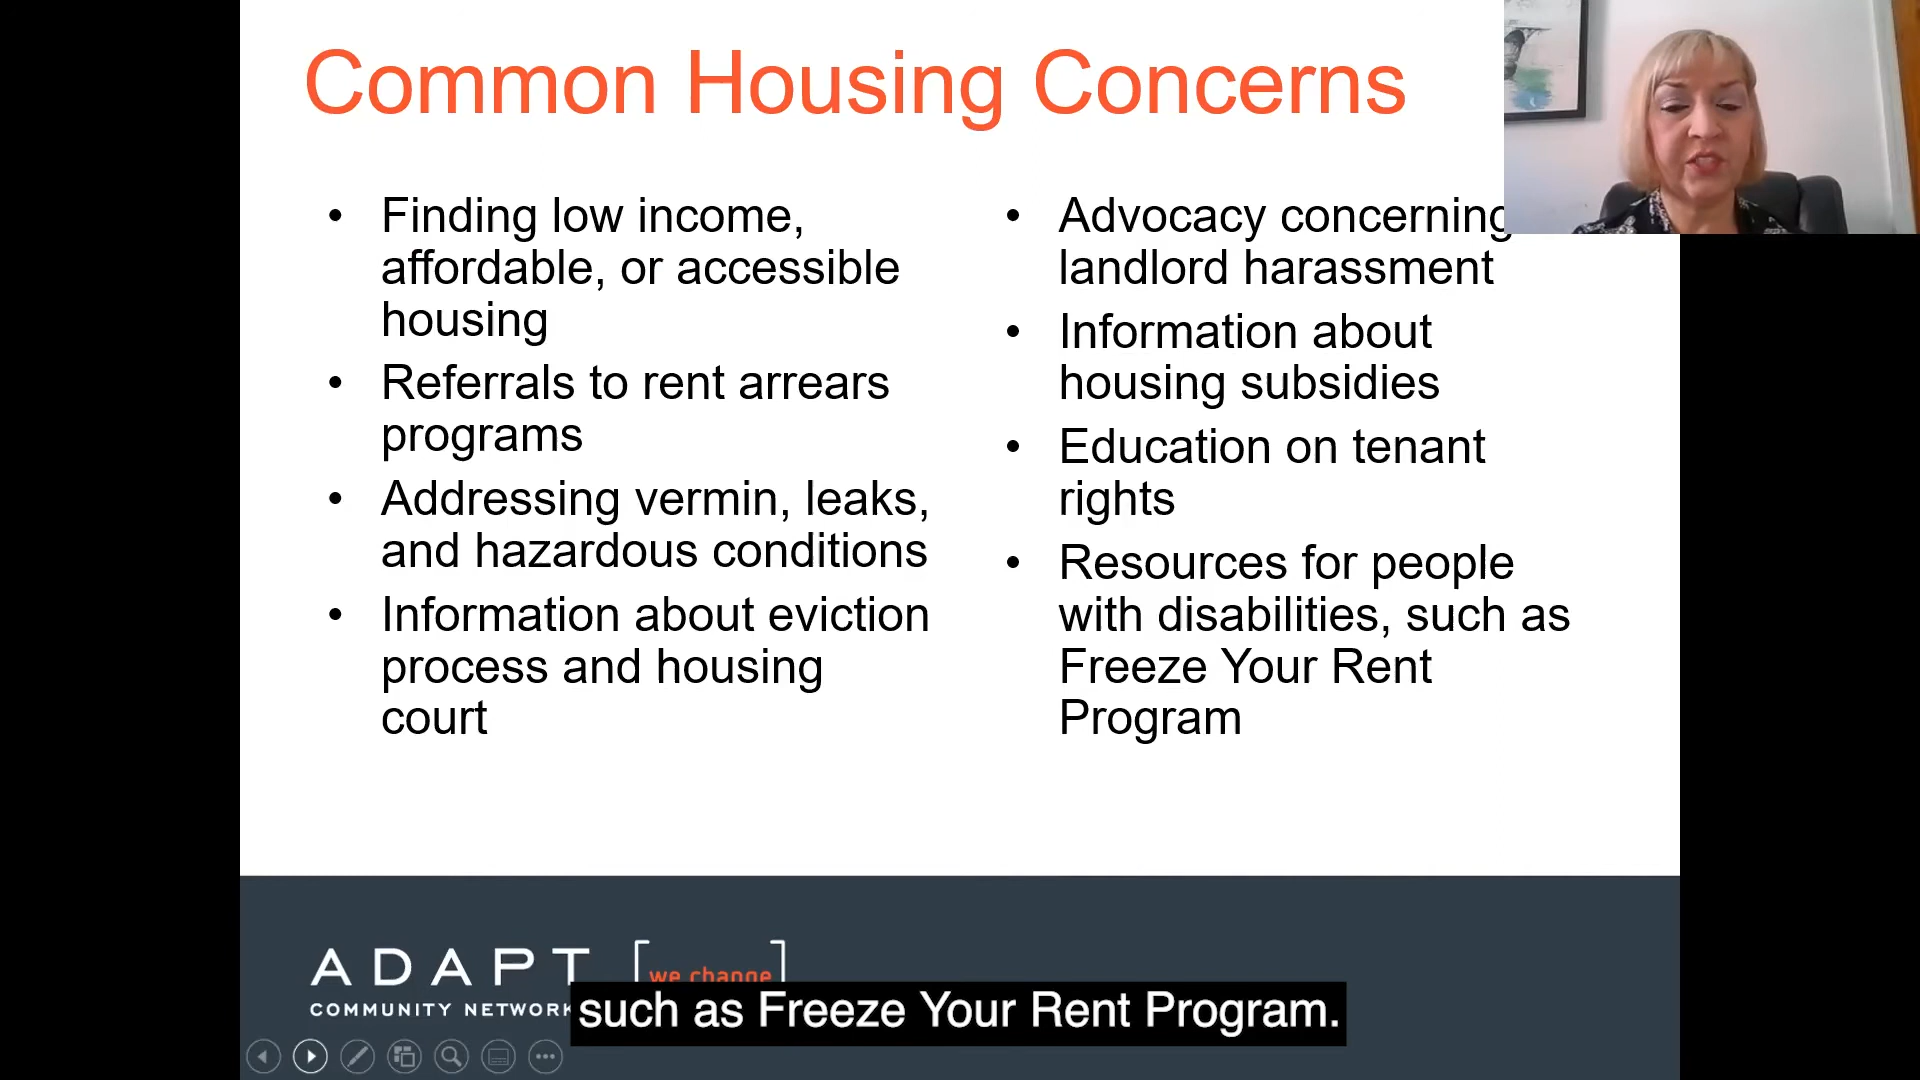 Common Housing Concerns
• Finding low income,
affordable, or accessible
housing
• Referrals to rent arrears
programs
• Addressing vermin, leaks,
and hazardous conditions
• Information about eviction
process and housing
court
• Advocacy concerning
landlord harassment
• Information about
housing subsidies
• Education on tenant
rights
• Resources for people
with disabilities, such as
Freeze Your Rent
Program
ADAPT
COMMUNITY NETWORK
[we change]
such as Freeze Your Rent Program.